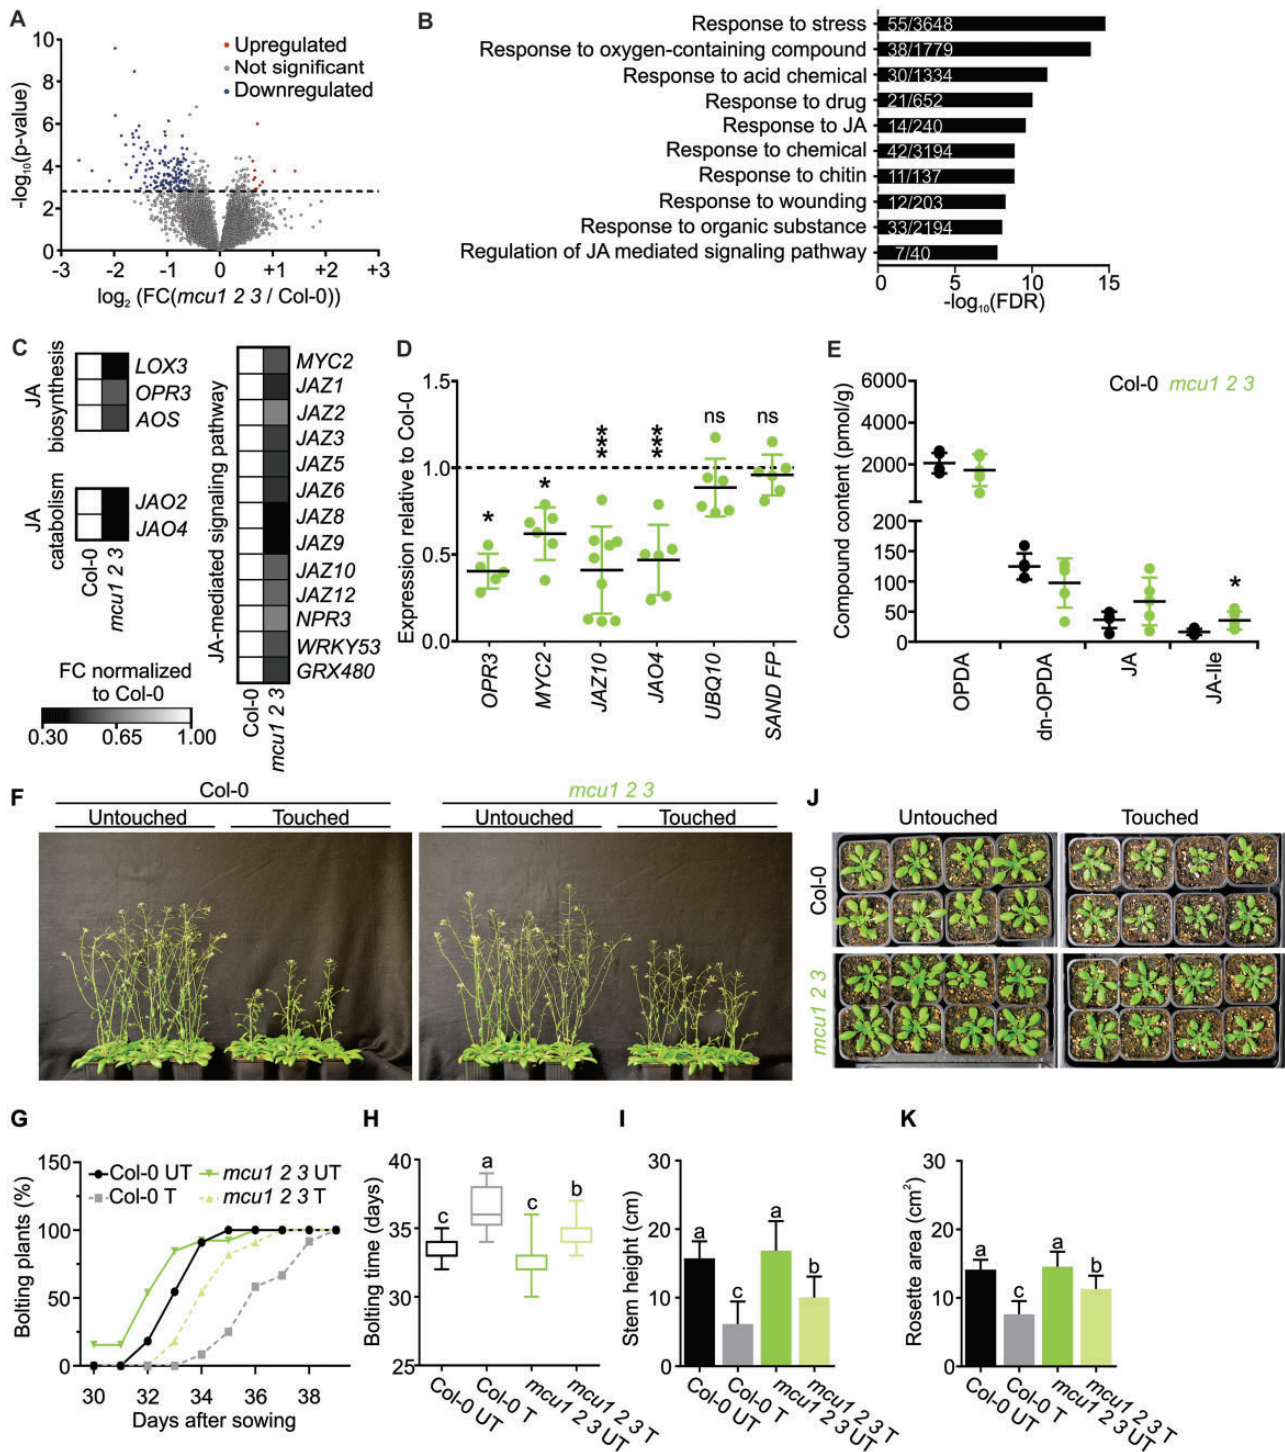 A
10
8
6
4
2
0
-log10(p-value)
Upregulated
Not significant
Downregulated
-3 -2 -1 0 +1 +2 +3
log2 (FC(mcu1 2 3 / Col-0))
B
Response to stress 55/3648
Response to oxygen-containing compound 38/1779
Response to acid chemical 30/1334
Response to drug 21/652
Response to JA 14/240
Response to chemical 42/3194
Response to chitin 11/137
Response to wounding 12/203
Response to organic substance 33/2194
Regulation of JA mediated signaling pathway 7/40
0 5 10 15
-log10(FDR)
C
JA biosynthesis
LOX3
OPR3
AOS
JA catabolism
JAO2
JAO4
Col-0
mcu1 2 3
FC normalized
to Col-0
0.30 0.65 1.00
JA-mediated signaling pathway
MYC2
JAZ1
JAZ2
JAZ3
JAZ5
JAZ6
JAZ8
JAZ9
JAZ10
JAZ12
NPR3
WRKY53
GRX480
Col-0
mcu1 2 3
D
Expression relative to Col-0
1.5
1.0
0.5
0.0
* * *** *** ns ns
OPR3
MYC2
JAZ10
JAO4
UBQ10
SAND FP
E
Col-0 mcu1 2 3
Compound content (pmol/g)
6000
4000
2000
200
150
100
50
0
*
OPDA
dn-OPDA
JA
JA-Ile
F
Col-0
Untouched Touched
mcu1 2 3
Untouched Touched
J
Untouched Touched
Col-0
mcu1 2 3
G
Bolting plants (%)
150
100
50
0
Col-0 UT mcu1 2 3 UT
Col-0 T mcu1 2 3 T
30 32 34 36 38
Days after sowing
H
Bolting time (days)
40
35
30
25
c a c b
Col-0 UT
Col-0 T
mcu1 2 3 UT
mcu1 2 3 T
I
Stem height (cm)
30
20
10
0
a c a b
Col-0 UT
Col-0 T
mcu1 2 3 UT
mcu1 2 3 T
K
Rosette area (cm²)
30
20
10
0
a c a b
Col-0 UT
Col-0 T
mcu1 2 3 UT
mcu1 2 3 T